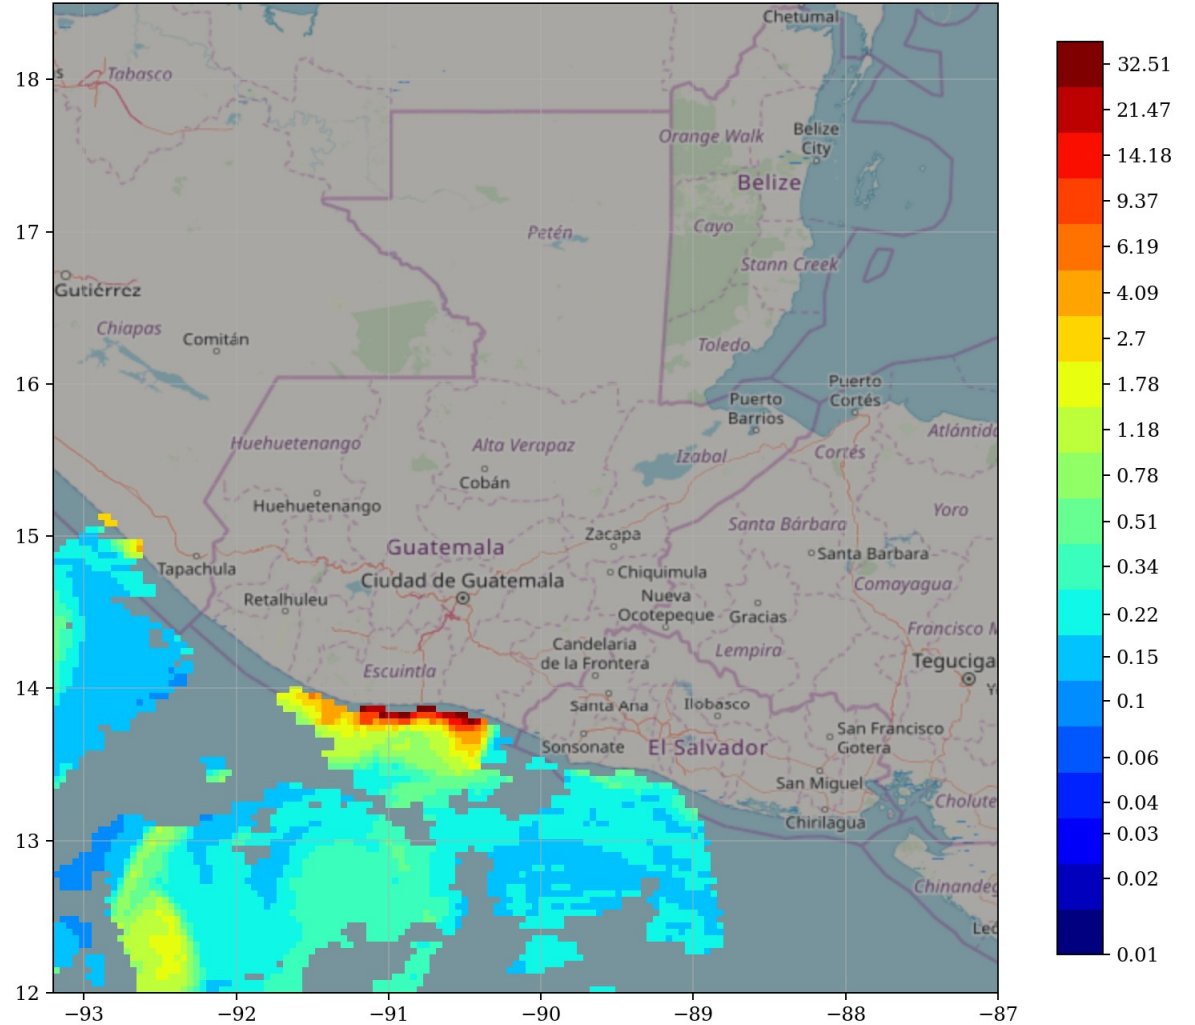 Chetumal
s
Tabasco
18
Orange Walk
Belize
City
Belize
17
Petén
Cayo
Stann Creek
Gutiérrez
Chiapas
Comitán
Toledo
16
Puerto
Barrios
Puerto
Cortés
Huehuetenango
Alta Verapaz
Izabal
Cortés
Atlántida
Cobán
Huehuetenango
Yoro
Santa Bárbara
15
Zacapa
Guatemala
Santa Barbara
Tapachula
Ciudad de Guatemala
Chiquimula
Comayagua
Retalhuleu
Nueva
Ocotepeque
Gracias
Francisco M
Candelaria
de la Frontera
Lempira
Teguciga
Escuintla
14
Y
Santa Ana
Ilobasco
San Francisco
Gotera
Sonsonate
El Salvador
San Miguel
Cholute
Chirilagua
13
Chinandeg
Leó
12
−93
−92
−91
−90
−89
−88
−87
32.51
21.47
14.18
9.37
6.19
4.09
2.7
1.78
1.18
0.78
0.51
0.34
0.22
0.15
0.1
0.06
0.04
0.03
0.02
0.01